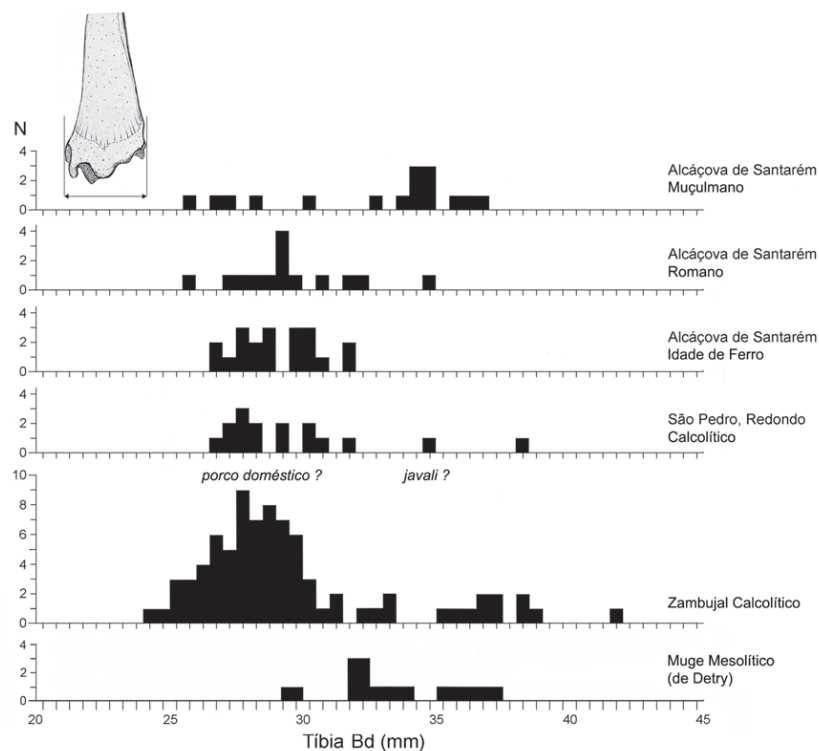 N
4
2
0
Alcáçova de Santarém
Muçulmano
4
2
0
Alcáçova de Santarém
Romano
4
2
0
Alcáçova de Santarém
Idade de Ferro
4
2
0
São Pedro, Redondo
Calcolítico
porco doméstico ?
javali ?
10
8
6
4
2
0
Zambujal Calcolítico
4
2
0
Muge Mesolítico
(de Detry)
20
25
30
35
40
45
Tíbia Bd (mm)